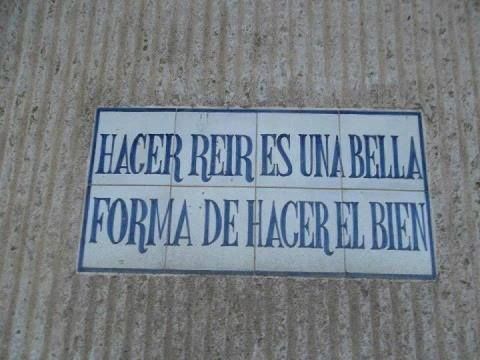 HACER REIR ES UNA BELLA
FORMA DE HACER EL BIEN